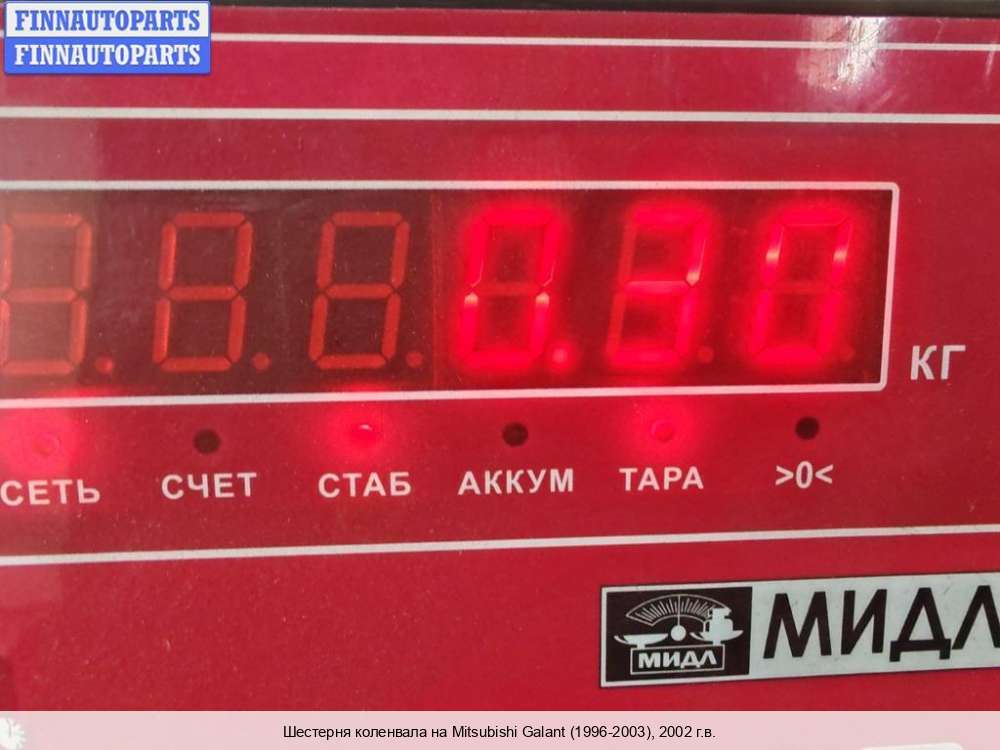 FINNAUTOPARTS
FINNAUTOPARTS
0.20
КГ
СЕТЬ СЧЕТ СТАБ АККУМ ТАРА >0<
МИДЛ МИДЛ
Шестерня коленвала на Mitsubishi Galant (1996-2003), 2002 г.в.